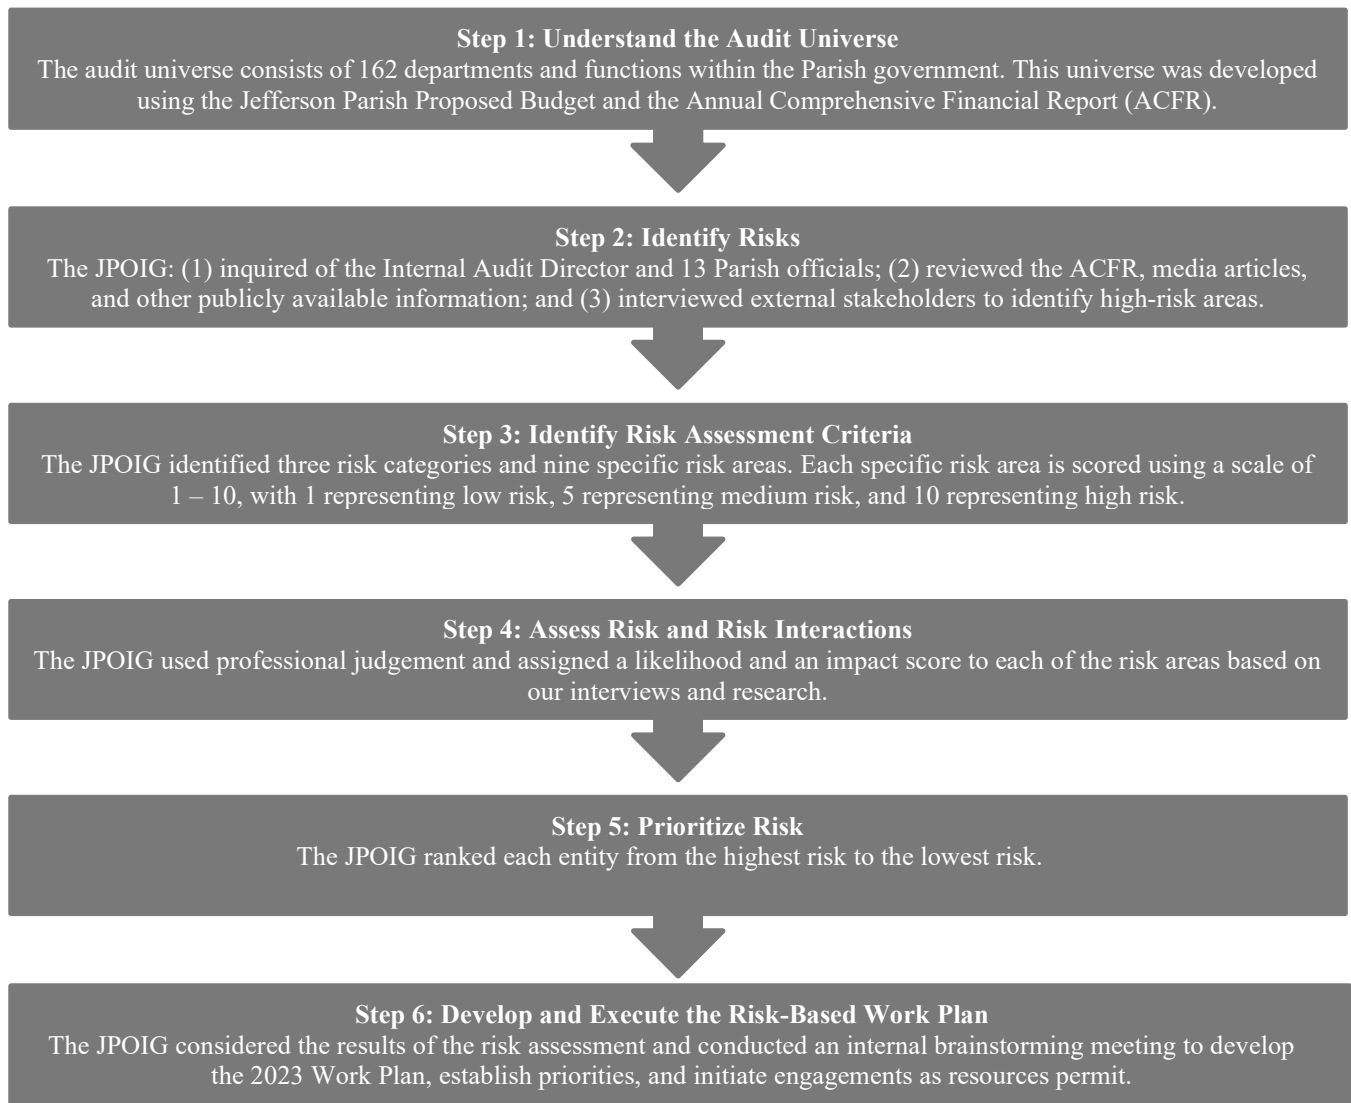 Step 1: Understand the Audit Universe
The audit universe consists of 162 departments and functions within the Parish government. This universe was developed
using the Jefferson Parish Proposed Budget and the Annual Comprehensive Financial Report (ACFR).
Step 2: Identify Risks
The JPOIG: (1) inquired of the Internal Audit Director and 13 Parish officials; (2) reviewed the ACFR, media articles,
and other publicly available information; and (3) interviewed external stakeholders to identify high-risk areas.
Step 3: Identify Risk Assessment Criteria
The JPOIG identified three risk categories and nine specific risk areas. Each specific risk area is scored using a scale of
1 – 10, with 1 representing low risk, 5 representing medium risk, and 10 representing high risk.
Step 4: Assess Risk and Risk Interactions
The JPOIG used professional judgement and assigned a likelihood and an impact score to each of the risk areas based on
our interviews and research.
Step 5: Prioritize Risk
The JPOIG ranked each entity from the highest risk to the lowest risk.
Step 6: Develop and Execute the Risk-Based Work Plan
The JPOIG considered the results of the risk assessment and conducted an internal brainstorming meeting to develop
the 2023 Work Plan, establish priorities, and initiate engagements as resources permit.